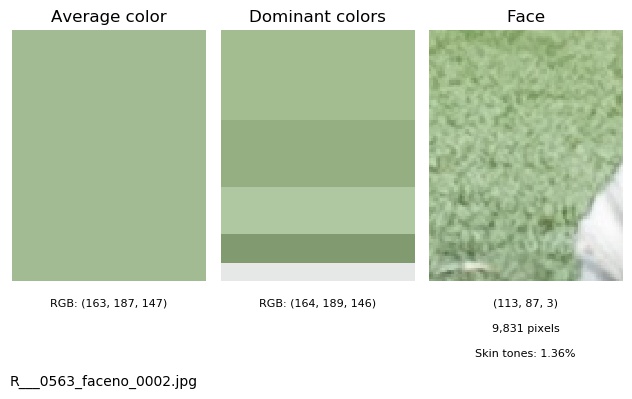 Average color
Dominant colors
Face
RGB: (163, 187, 147)
RGB: (164, 189, 146)
(113, 87, 3)
9,831 pixels
Skin tones: 1.36%
R___0563_faceno_0002.jpg